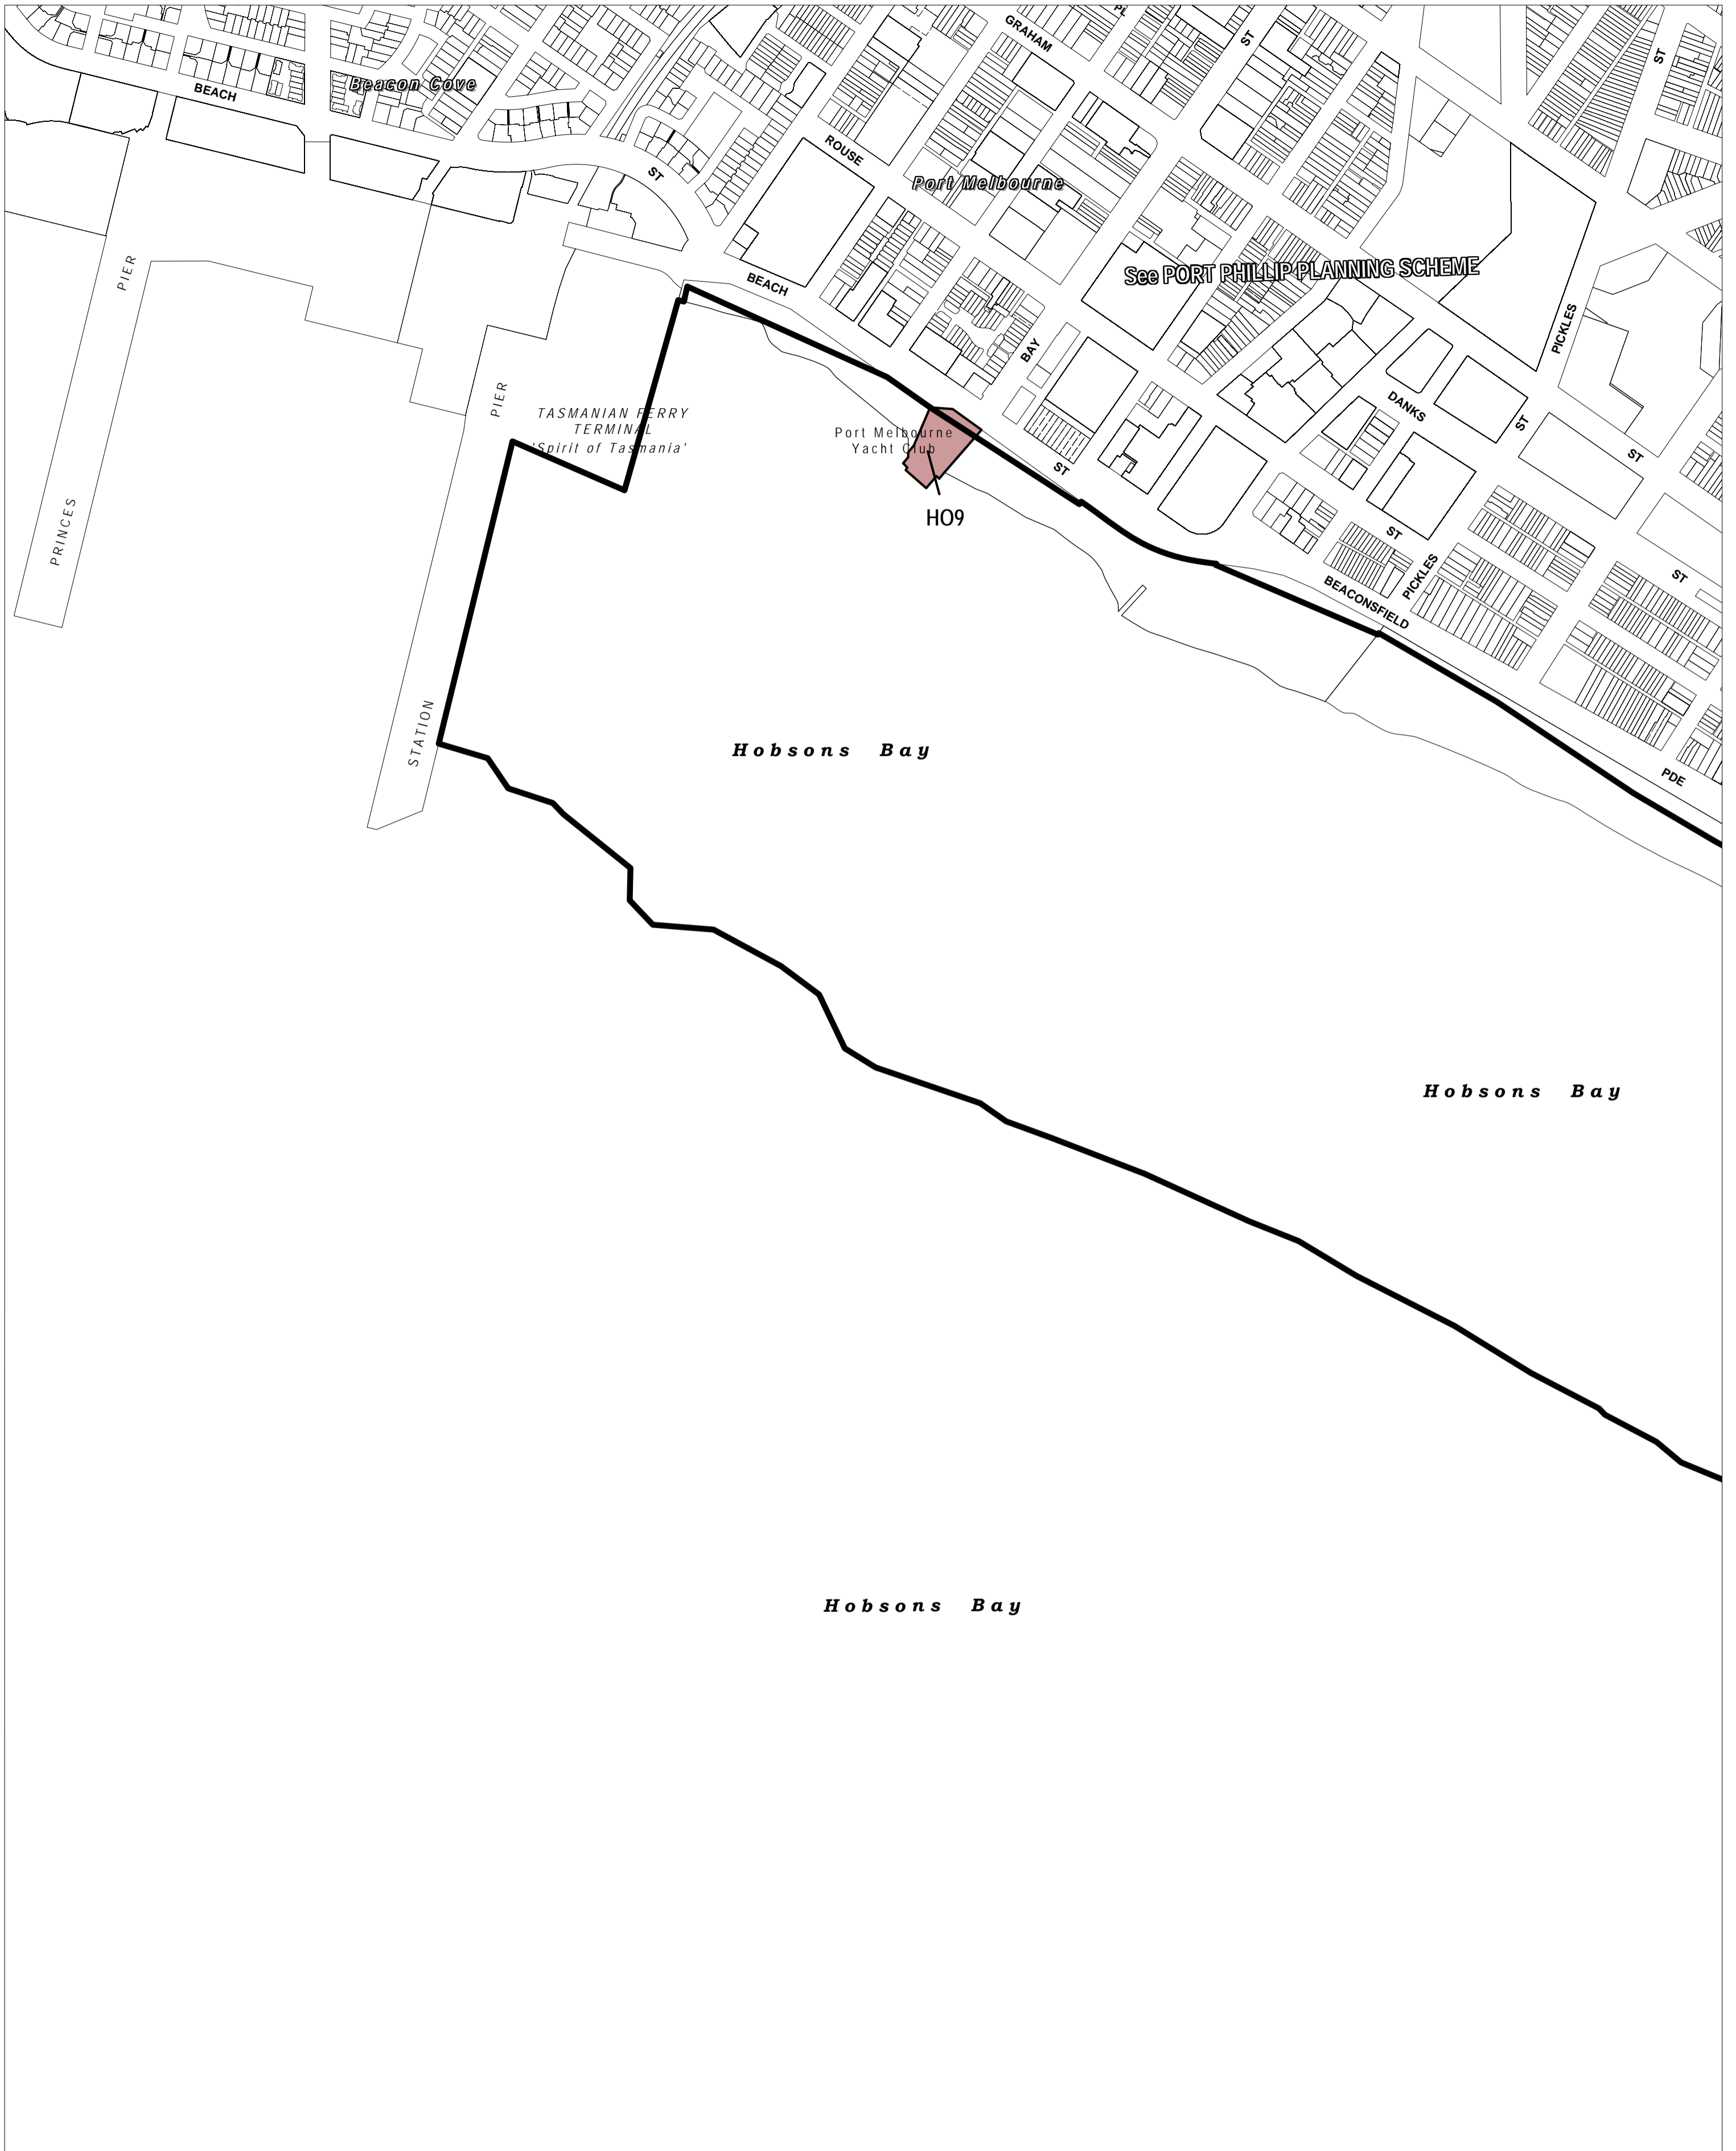 GRAHAM
PL
ST
ST
Beacon Cove
BEACH
ROUSE
ST
Port Melbourne
PIER
BEACH
See PORT PHILLIP PLANNING SCHEME
PICKLES
BAY
PIER
DANKS
ST
TASMANIAN FERRY
TERMINAL
'Spirit of Tasmania'
Port Melbourne
Yacht Club
ST
ST
HO9
PRINCES
ST
PICKLES
ST
BEACONSFIELD
STATION
Hobsons Bay
PDE
Hobsons Bay
Hobsons Bay